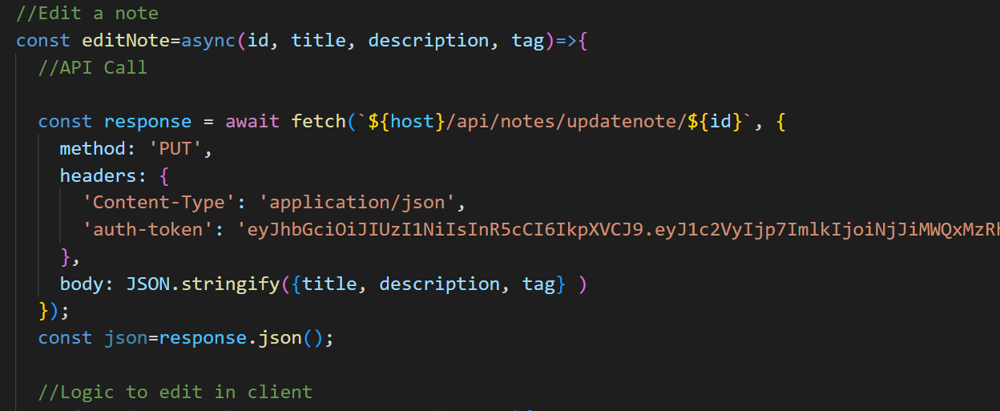 //Edit a note
const editNote=async(id, title, description, tag)=>{
//API Call
const response = await fetch(`${host}/api/notes/updatenote/${id}`, {
method: 'PUT',
headers: {
'Content-Type': 'application/json',
'auth-token': 'eyJhbGciOiJIUzI1NiIsInR5cCI6IkpXVCJ9.eyJ1c2VyIjp7ImlkIjoiNjJiMWQxMzRh
},
body: JSON.stringify({title, description, tag} )
});
const json=response.json();
//Logic to edit in client